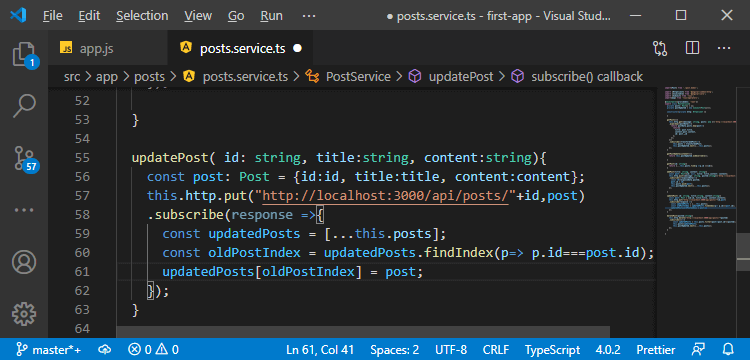 File Edit View Go Run ··· ● posts.service.ts - first-app - Visual Stud...
JS app.js posts.service.ts ●
src > app > posts > posts.service.ts > PostService > updatePost > subscribe() callback
1
57
52
53 }
54
55 updatePost( id: string, title:string, content:string){
56 const post: Post = {id:id, title:title, content:content};
57 this.http.put("http://localhost:3000/api/posts/"+id,post)
58 .subscribe(response =>{
59 const updatedPosts = [...this.posts];
60 const oldPostIndex = updatedPosts.findIndex(p=> p.id===post.id);
61 updatedPosts[oldPostIndex] = post;
62 });
63 }
64
master*+ 0 0 Ln 61, Col 41 Spaces: 2 UTF-8 CRLF TypeScript 4.0.2 Prettier